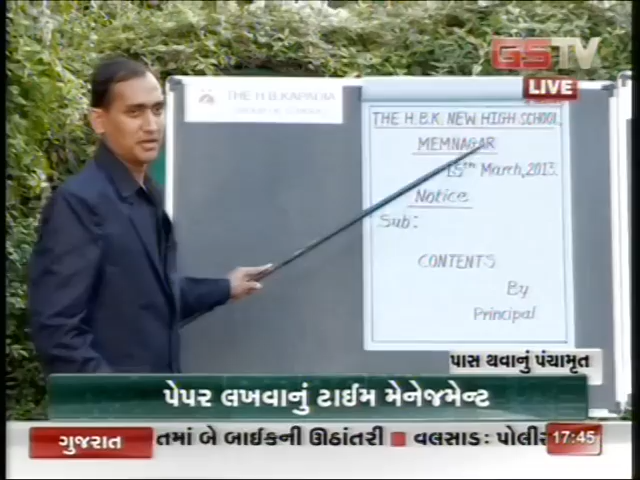 GSTV
LIVE
THE H.B.KAPADIA
THE H.B.K. NEW HIGH SCHOOL
MEMNAGAR
15TH March, 2013.
Notice
Sub:
CONTENTS
By
Principal
પાસ થવાનું પંચામૃત
પેપર લખવાનું ટાઈમ મેનેજમેન્ટ
ગુજરાત
તમાં બે બાઈકની ઊઠાંતરી ■ વલસાડ : પોલીસ
17:45